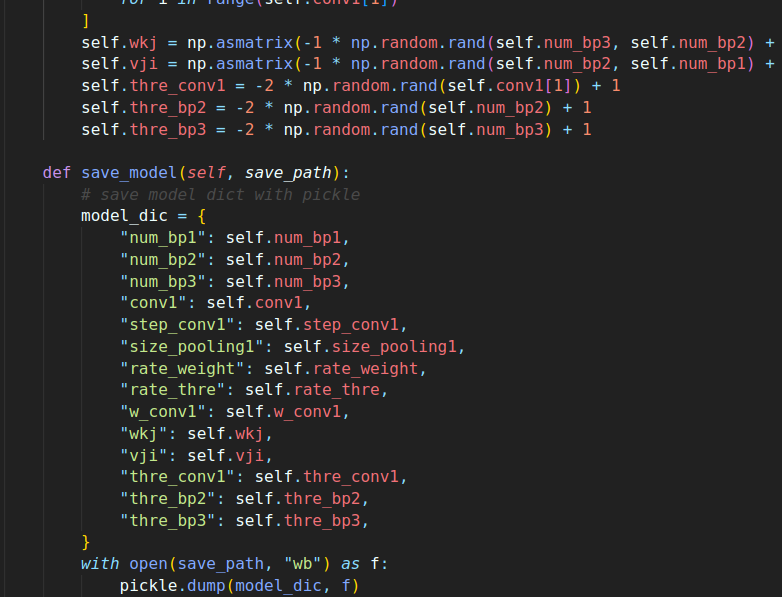 for i in range(self.conv1[1])
]
self.wkj = np.asmatrix(-1 * np.random.rand(self.num_bp3, self.num_bp2) +
self.vji = np.asmatrix(-1 * np.random.rand(self.num_bp2, self.num_bp1) +
self.thre_conv1 = -2 * np.random.rand(self.conv1[1]) + 1
self.thre_bp2 = -2 * np.random.rand(self.num_bp2) + 1
self.thre_bp3 = -2 * np.random.rand(self.num_bp3) + 1
def save_model(self, save_path):
# save model dict with pickle
model_dic = {
"num_bp1": self.num_bp1,
"num_bp2": self.num_bp2,
"num_bp3": self.num_bp3,
"conv1": self.conv1,
"step_conv1": self.step_conv1,
"size_pooling1": self.size_pooling1,
"rate_weight": self.rate_weight,
"rate_thre": self.rate_thre,
"w_conv1": self.w_conv1,
"wkj": self.wkj,
"vji": self.vji,
"thre_conv1": self.thre_conv1,
"thre_bp2": self.thre_bp2,
"thre_bp3": self.thre_bp3,
}
with open(save_path, "wb") as f:
pickle.dump(model_dic, f)